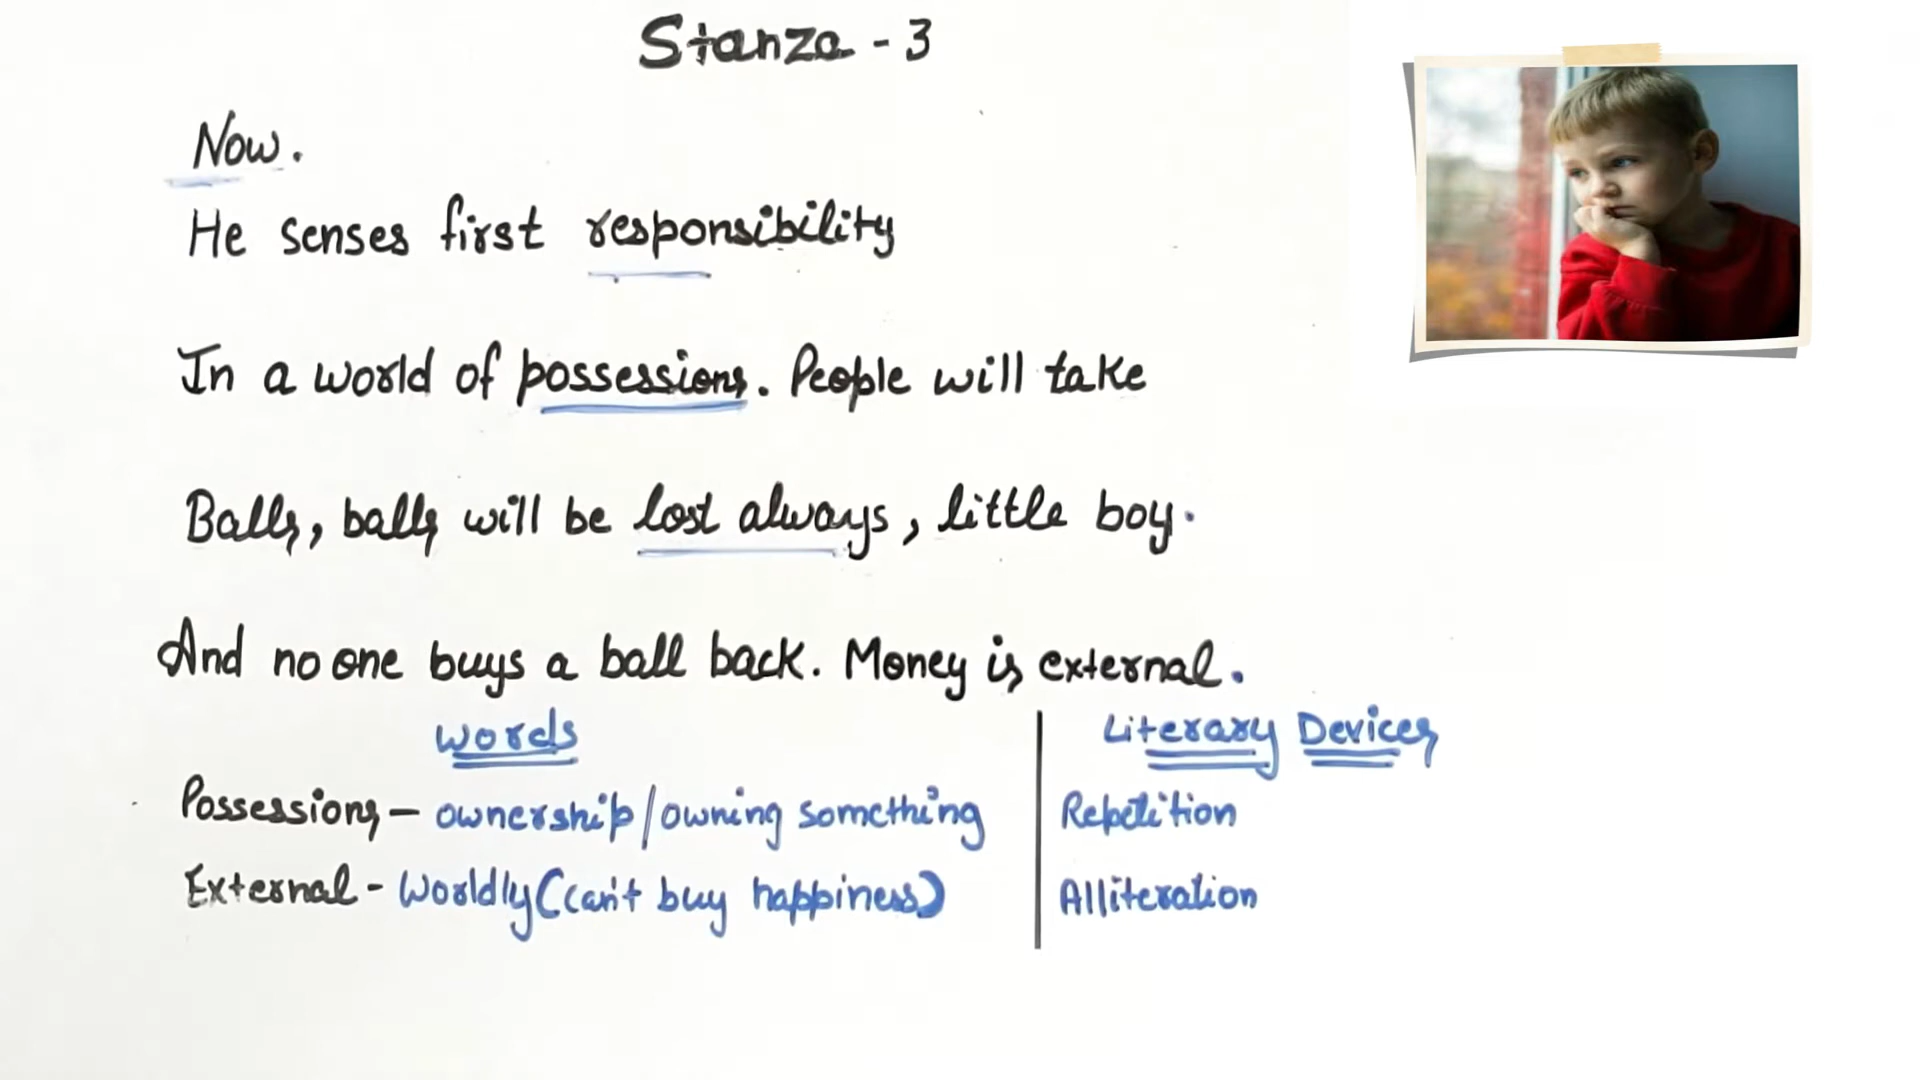 Stanza - 3
Now.
He senses first responsibility
In a world of possessions. People will take
Balls, balls will be lost always, little boy.
And no one buys a ball back. Money is external.
Words
Literary Devices
Possessions – ownership/owning something
Repetition
External - Worldly (can't buy happiness)
Alliteration